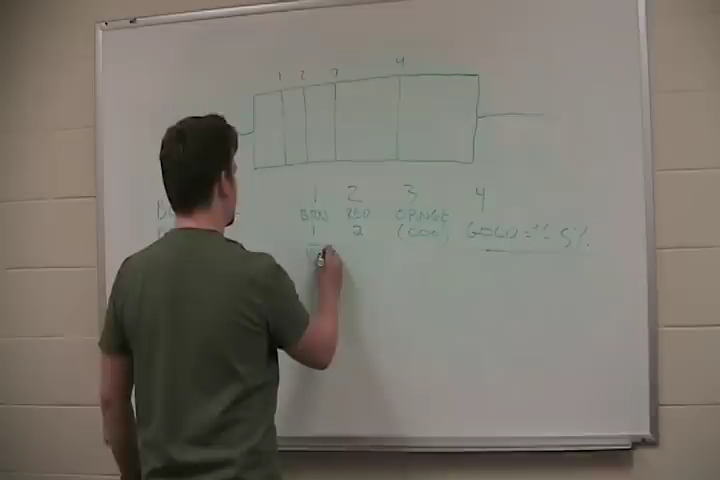 1 2 3 4
1 2 3 4
BRN RED ORNGE
1 2 (000) GOLD = +- 5%